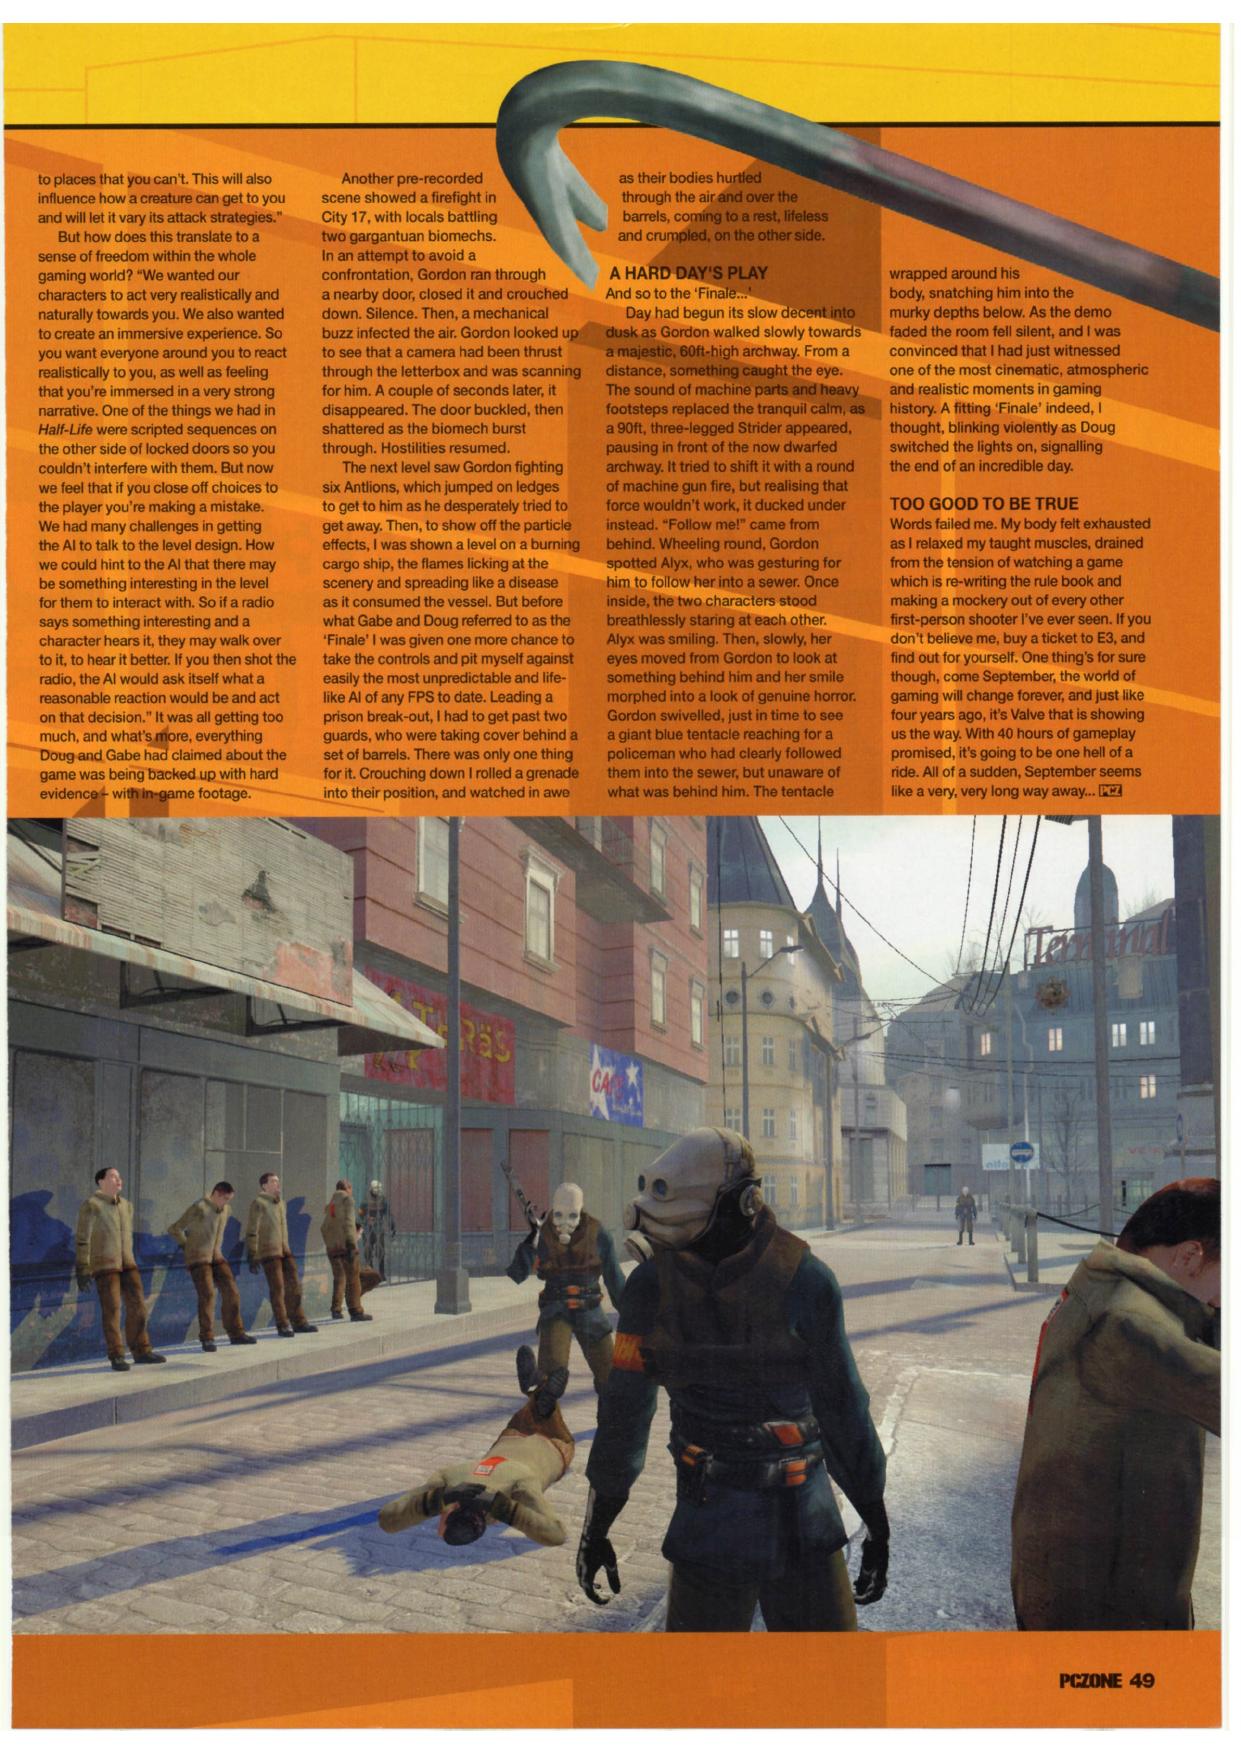 to places that you can't. This will also
influence how a creature can get to you
and will let it vary its attack strategies."
But how does this translate to a
sense of freedom within the whole
gaming world? "We wanted our
characters to act very realistically and
naturally towards you. We also wanted
to create an immersive experience. So
you want everyone around you to react
realistically to you, as well as feeling
that you're immersed in a very strong
narrative. One of the things we had in
Half-Life were scripted sequences on
the other side of locked doors so you
couldn't interfere with them. But now
we feel that if you close off choices to
the player you're making a mistake.
We had many challenges in getting
the AI to talk to the level design. How
we could hint to the AI that there may
be something interesting in the level
for them to interact with. So if a radio
says something interesting and a
character hears it, they may walk over
to it, to hear it better. If you then shot the
radio, the AI would ask itself what a
reasonable reaction would be and act
on that decision." It was all getting too
much, and what's more, everything
Doug and Gabe had claimed about the
game was being backed up with hard
evidence – with in-game footage.
Another pre-recorded
scene showed a firefight in
City 17, with locals battling
two gargantuan biomechs.
In an attempt to avoid a
confrontation, Gordon ran through
a nearby door, closed it and crouched
down. Silence. Then, a mechanical
buzz infected the air. Gordon looked up
to see that a camera had been thrust
through the letterbox and was scanning
for him. A couple of seconds later, it
disappeared. The door buckled, then
shattered as the biomech burst
through. Hostilities resumed.
The next level saw Gordon fighting
six Antlions, which jumped on ledges
to get to him as he desperately tried to
get away. Then, to show off the particle
effects, I was shown a level on a burning
cargo ship, the flames licking at the
scenery and spreading like a disease
as it consumed the vessel. But before
what Gabe and Doug referred to as the
'Finale' I was given one more chance to
take the controls and pit myself against
easily the most unpredictable and life-
like AI of any FPS to date. Leading a
prison break-out, I had to get past two
guards, who were taking cover behind a
set of barrels. There was only one thing
for it. Crouching down I rolled a grenade
into their position, and watched in awe
as their bodies hurtled
through the air and over the
barrels, coming to a rest, lifeless
and crumpled, on the other side.
A HARD DAY'S PLAY
And so to the 'Finale...'
Day had begun its slow decent into
dusk as Gordon walked slowly towards
a majestic, 60ft-high archway. From a
distance, something caught the eye.
The sound of machine parts and heavy
footsteps replaced the tranquil calm, as
a 90ft, three-legged Strider appeared,
pausing in front of the now dwarfed
archway. It tried to shift it with a round
of machine gun fire, but realising that
force wouldn't work, it ducked under
instead. "Follow me!" came from
behind. Wheeling round, Gordon
spotted Alyx, who was gesturing for
him to follow her into a sewer. Once
inside, the two characters stood
breathlessly staring at each other.
Alyx was smiling. Then, slowly, her
eyes moved from Gordon to look at
something behind him and her smile
morphed into a look of genuine horror.
Gordon swivelled, just in time to see
a giant blue tentacle reaching for a
policeman who had clearly followed
them into the sewer, but unaware of
what was behind him. The tentacle
wrapped around his
body, snatching him into the
murky depths below. As the demo
faded the room fell silent, and I was
convinced that I had just witnessed
one of the most cinematic, atmospheric
and realistic moments in gaming
history. A fitting 'Finale' indeed, I
thought, blinking violently as Doug
switched the lights on, signalling
the end of an incredible day.
TOO GOOD TO BE TRUE
Words failed me. My body felt exhausted
as I relaxed my taught muscles, drained
from the tension of watching a game
which is re-writing the rule book and
making a mockery out of every other
first-person shooter I've ever seen. If you
don't believe me, buy a ticket to E3, and
find out for yourself. One thing's for sure
though, come September, the world of
gaming will change forever, and just like
four years ago, it's Valve that is showing
us the way. With 40 hours of gameplay
promised, it's going to be one hell of a
ride. All of a sudden, September seems
like a very, very long way away... PCZ
Terminal
CAFE
PCZONE 49